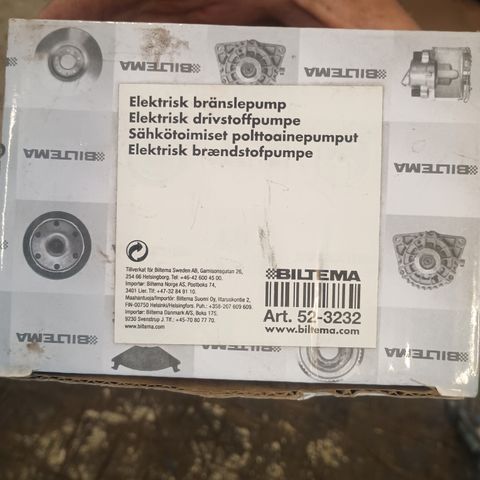 BILTEMA
BILTEMA
BILTEMA
BILTEMA
Elektrisk bränslepump
Elektrisk drivstoffpumpe
Sähkötoimiset polttoainepumput
Elektrisk brændstofpumpe
Tillverkat för Biltema Sweden AB, Garnisonsgatan 26,
254 66 Helsingborg. Tel: +46-42 600 45 00.
Importør: Biltema Norge AS, Postboks 74,
3401 Lier. Tlf: +47-32 84 91 10.
Maahantuoja/Importör: Biltema Suomi Oy, Itaruskontie 2,
FIN-00750 Helsinki/Helsingfors. Puh.: +358-207 609 609.
Importør: Biltema Danmark A/S, Boks 175,
9230 Svenstrup J. Tlf: +45-70 80 77 70.
www.biltema.com
BILTEMA
Art. 52-3232
www.biltema.com
BILTEMA
BILTEMA